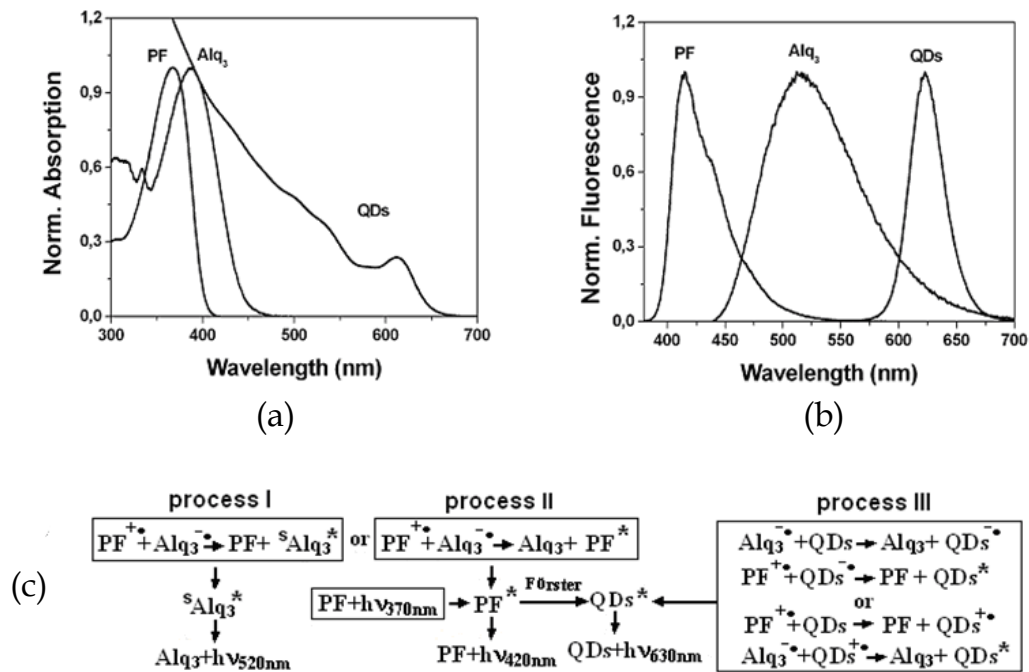 1,2
0,9
0,6
0,3
0,0
Norm. Absorption
PF
Alq₃
QDs
300 400 500 600 700
Wavelength (nm)
(a)
1,2
0,9
0,6
0,3
0,0
Norm. Fluorescence
PF
Alq₃
QDs
400 450 500 550 600 650 700
Wavelength (nm)
(b)
(c)
process I
PF⁺•+Alq₃⁻•→PF+ ˢAlq₃*
↓
ˢAlq₃*
↓
Alq₃+hν₅₂₀ₙₘ
or
process II
PF⁺•+Alq₃⁻•→Alq₃+ PF*
↓
PF+hν₃₇₀ₙₘ → PF* F0rster → QDs* ←
↓ ↓
PF+hν₄₂₀ₙₘ QDs+hν₆₃₀ₙₘ
process III
Alq₃⁻•+QDs→Alq₃+ QDs⁻•
PF⁺•+QDs⁻•→PF + QDs*
or
PF⁺•+QDs→PF + QDs⁺•
Alq₃⁻•+QDs⁺•→Alq₃+ QDs*